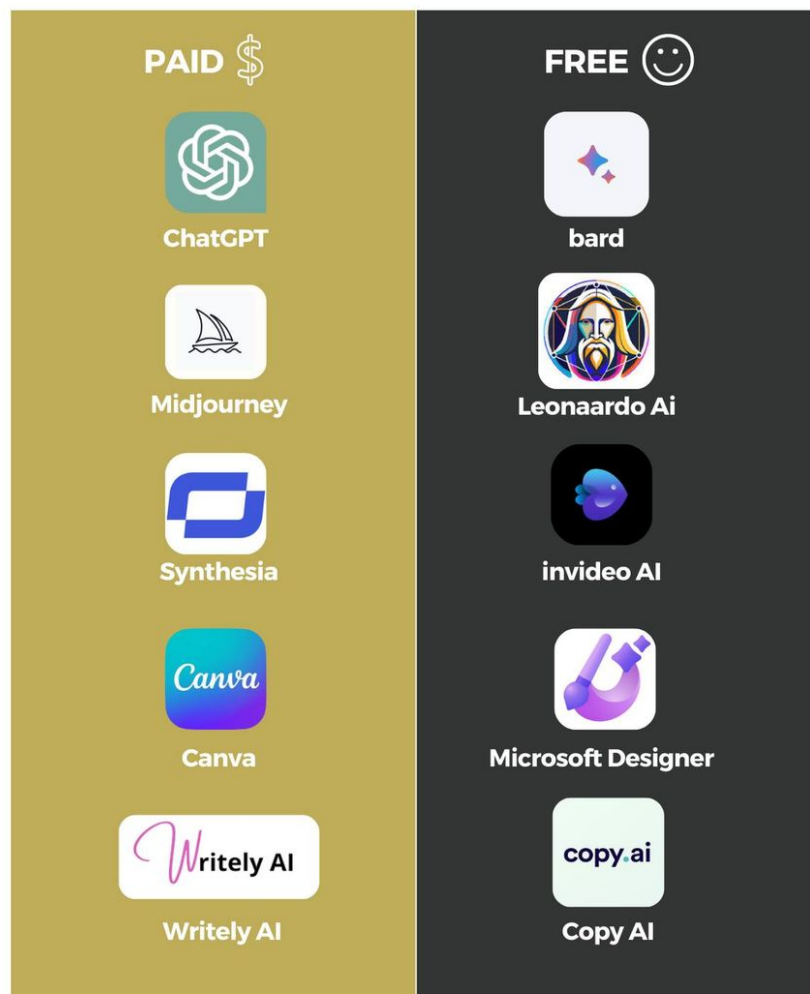 PAID $
FREE
ChatGPT
bard
Midjourney
Leonaardo Ai
Synthesia
invideo AI
Canva
Canva
Microsoft Designer
Writely AI
copy.ai
Writely AI
Copy AI